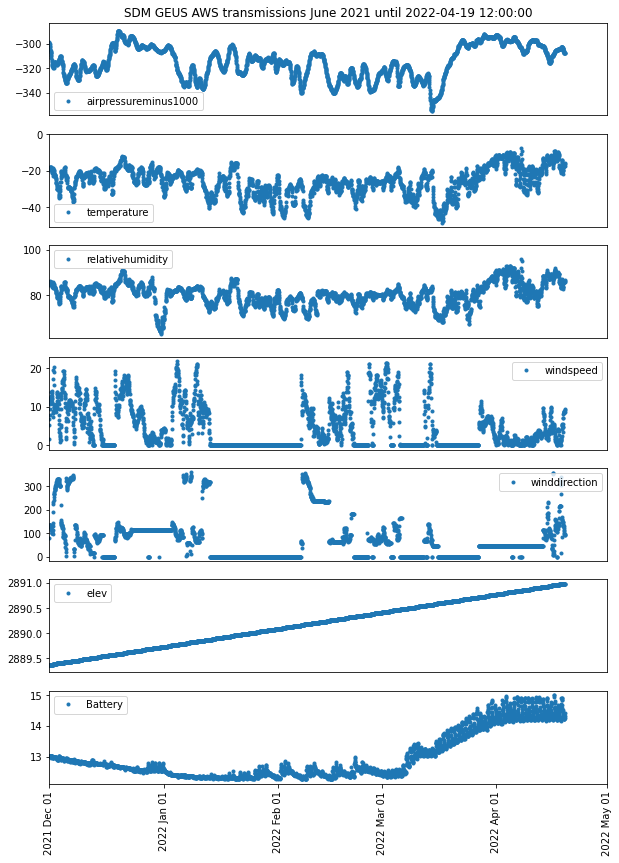 SDM GEUS AWS transmissions June 2021 until 2022-04-19 12:00:00
−300
−320
−340
airpressureminus1000
0
−20
−40
temperature
100
80
relativehumidity
20
10
0
windspeed
300
200
100
0
winddirection
2891.0
2890.5
2890.0
2889.5
elev
15
14
13
Battery
2021 Dec 01
2022 Jan 01
2022 Feb 01
2022 Mar 01
2022 Apr 01
2022 May 01